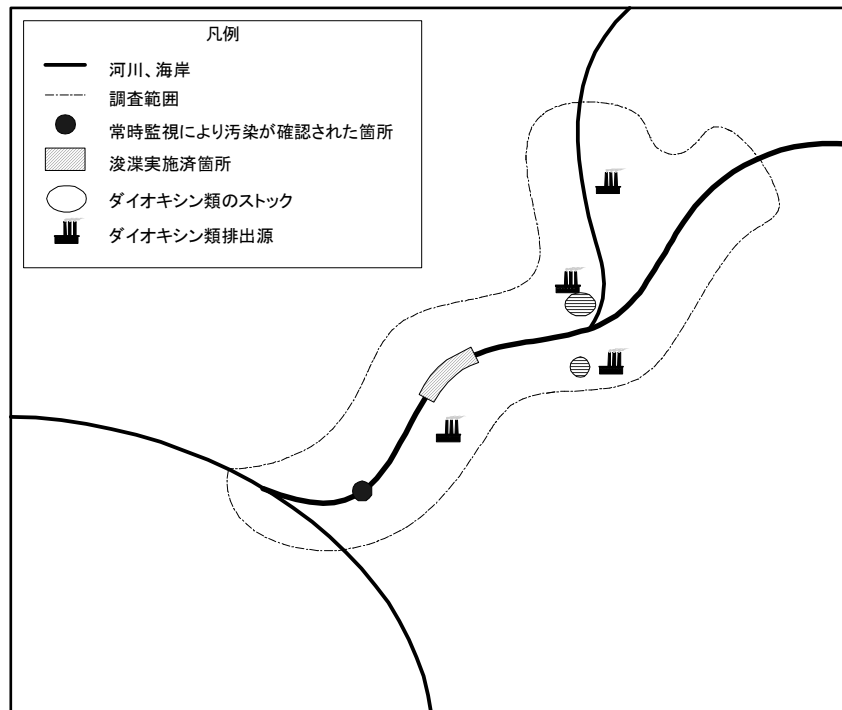 凡例
河川、海岸
調査範囲
常時監視により汚染が確認された箇所
浚渫実施済箇所
ダイオキシン類のストック
ダイオキシン類排出源